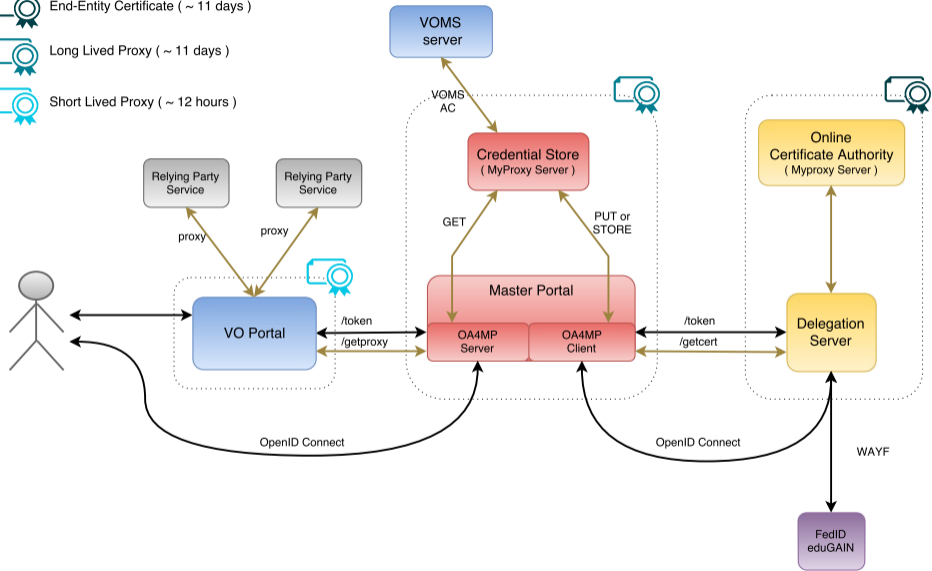 End-Entity Certificate ( ~ 11 days )
Long Lived Proxy ( ~ 11 days )
Short Lived Proxy ( ~ 12 hours )
VOMS
server
VOMS
AC
Credential Store
( MyProxy Server )
Online
Certificate Authority
( Myproxy Server )
Relying Party
Service
Relying Party
Service
proxy
proxy
GET
PUT or
STORE
Master Portal
VO Portal
/token
/getproxy
OA4MP
Server
OA4MP
Client
/token
/getcert
Delegation
Server
OpenID Connect
OpenID Connect
WAYF
FedID
eduGAIN